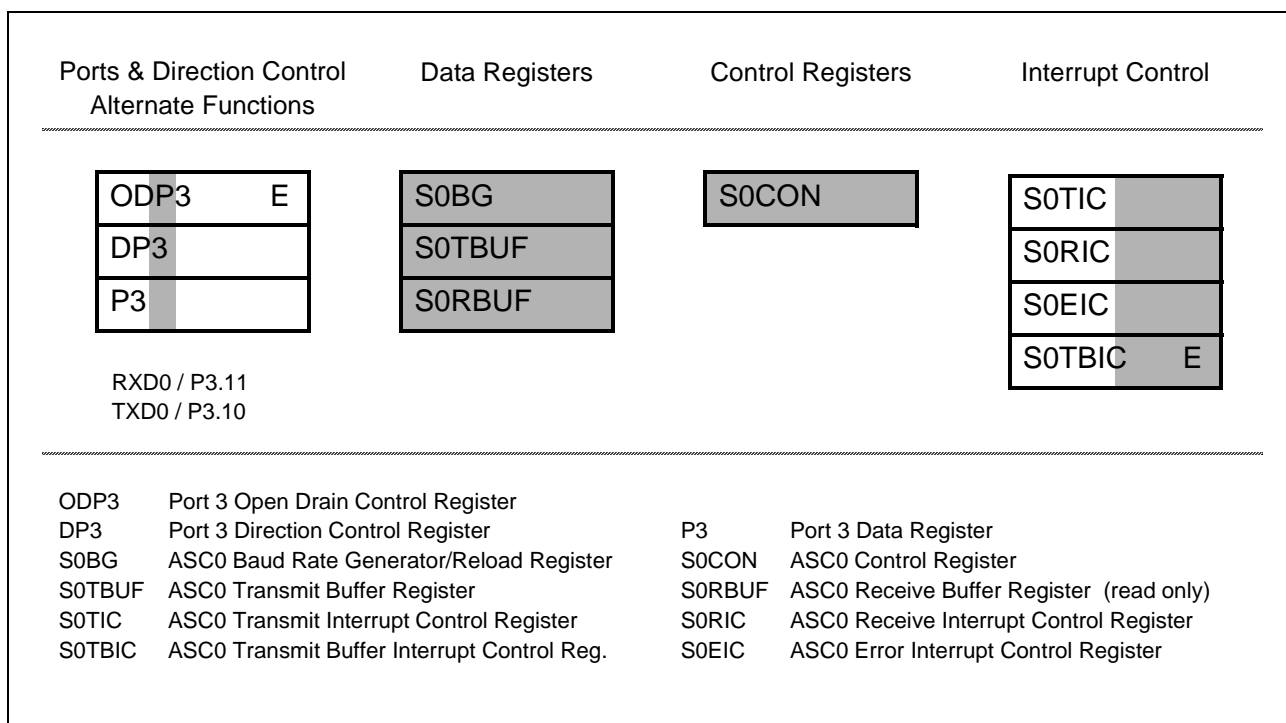 Ports & Direction Control
Alternate Functions
Data Registers
Control Registers
Interrupt Control
ODP3 E
DP3
P3
RXD0 / P3.11
TXD0 / P3.10
S0BG
S0TBUF
S0RBUF
S0CON
S0TIC
S0RIC
S0EIC
S0TBIC E
ODP3 Port 3 Open Drain Control Register
DP3 Port 3 Direction Control Register
S0BG ASC0 Baud Rate Generator/Reload Register
S0TBUF ASC0 Transmit Buffer Register
S0TIC ASC0 Transmit Interrupt Control Register
S0TBIC ASC0 Transmit Buffer Interrupt Control Reg.
P3 Port 3 Data Register
S0CON ASC0 Control Register
S0RBUF ASC0 Receive Buffer Register (read only)
S0RIC ASC0 Receive Interrupt Control Register
S0EIC ASC0 Error Interrupt Control Register